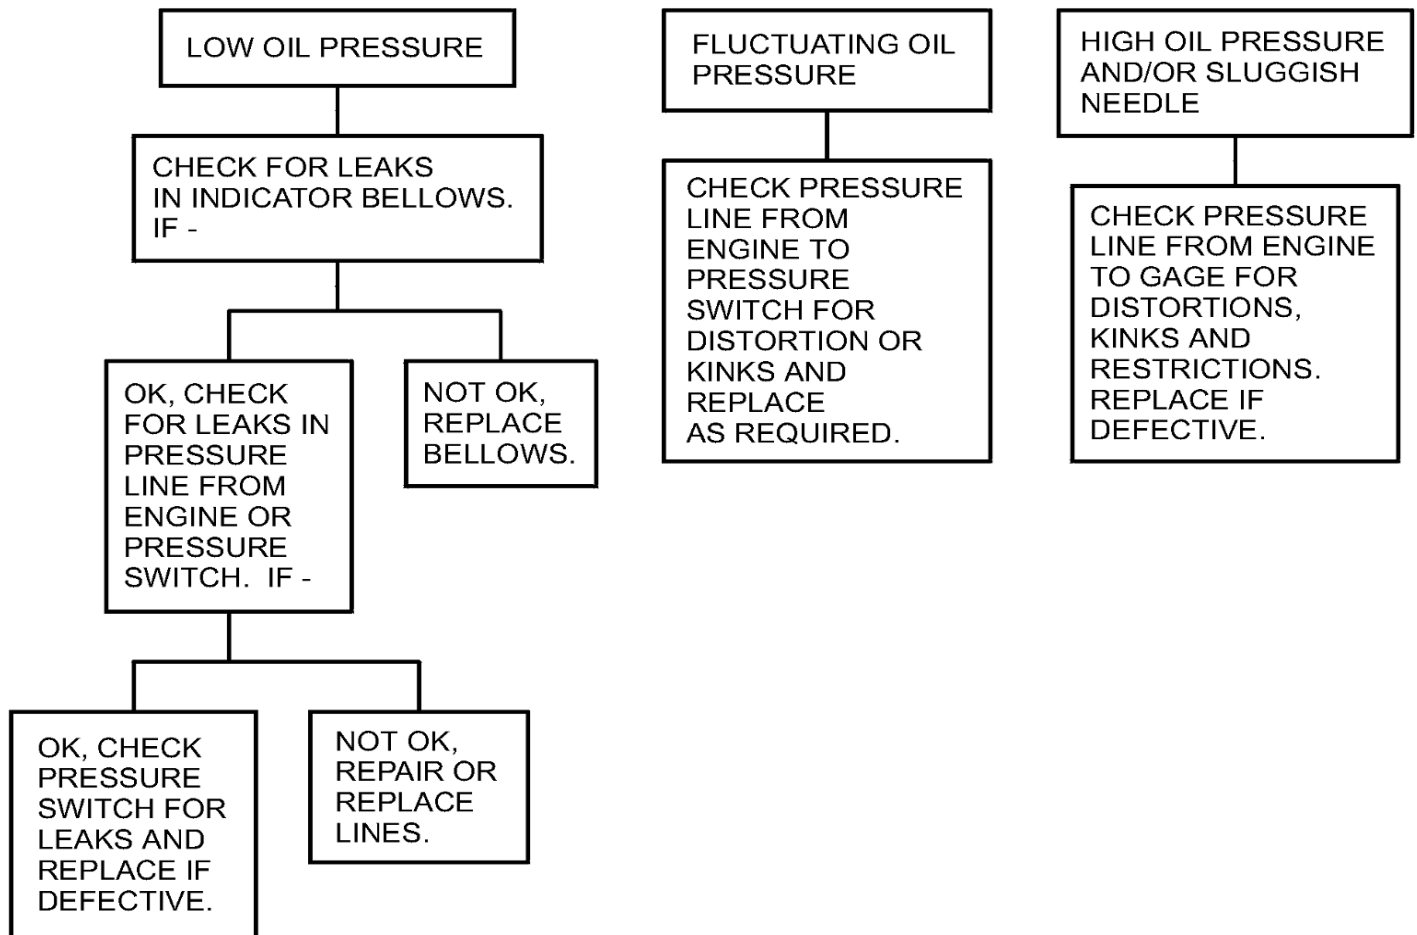 LOW OIL PRESSURE
CHECK FOR LEAKS
IN INDICATOR BELLOWS.
IF -
OK, CHECK
FOR LEAKS IN
PRESSURE
LINE FROM
ENGINE OR
PRESSURE
SWITCH.  IF -
NOT OK,
REPLACE
BELLOWS.
OK, CHECK
PRESSURE
SWITCH FOR
LEAKS AND
REPLACE IF
DEFECTIVE.
NOT OK,
REPAIR OR
REPLACE
LINES.
FLUCTUATING OIL
PRESSURE
CHECK PRESSURE
LINE FROM
ENGINE TO
PRESSURE
SWITCH FOR
DISTORTION OR
KINKS AND
REPLACE
AS REQUIRED.
HIGH OIL PRESSURE
AND/OR SLUGGISH
NEEDLE
CHECK PRESSURE
LINE FROM ENGINE
TO GAGE FOR
DISTORTIONS,
KINKS AND
RESTRICTIONS.
REPLACE IF
DEFECTIVE.